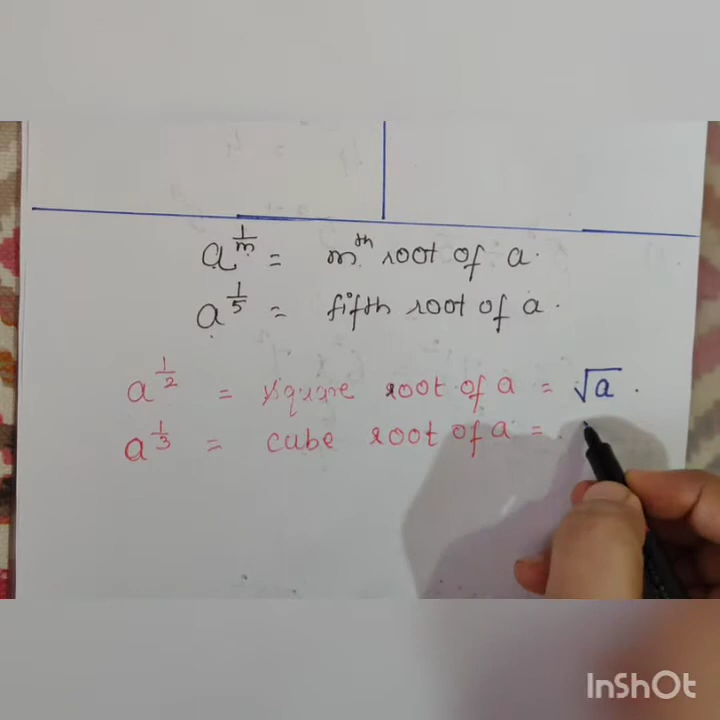 a^{1/m} = m^{th} root of a.
a^{1/5} = fifth root of a.
a^{1/2} = square root of a = √a.
a^{1/3} = cube root of a =
InShOt